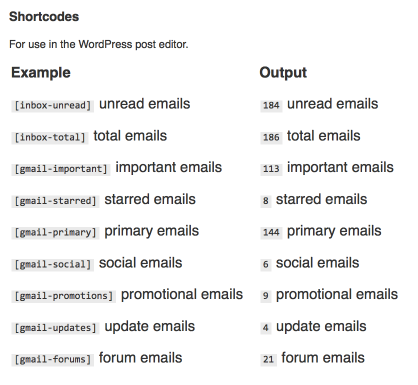 Shortcodes
For use in the WordPress post editor.
Example Output
[inbox-unread] unread emails 184 unread emails
[inbox-total] total emails 186 total emails
[gmail-important] important emails 113 important emails
[gmail-starred] starred emails 8 starred emails
[gmail-primary] primary emails 144 primary emails
[gmail-social] social emails 6 social emails
[gmail-promotions] promotional emails 9 promotional emails
[gmail-updates] update emails 4 update emails
[gmail-forums] forum emails 21 forum emails